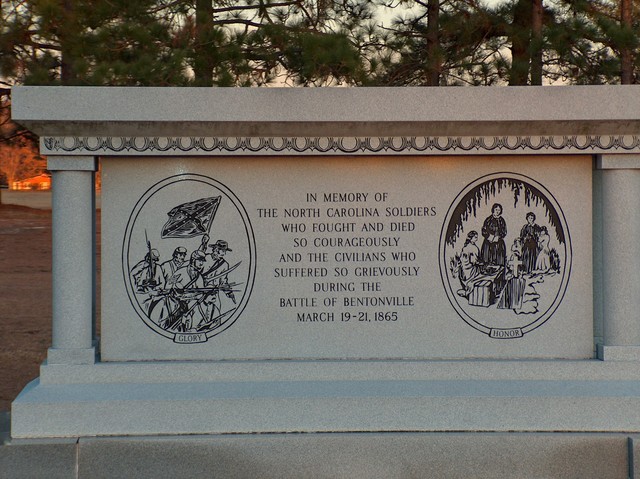 IN MEMORY OF
THE NORTH CAROLINA SOLDIERS
WHO FOUGHT AND DIED
SO COURAGEOUSLY
AND THE CIVILIANS WHO
SUFFERED SO GRIEVOUSLY
DURING THE
BATTLE OF BENTONVILLE
MARCH 19-21, 1865
GLORY
HONOR